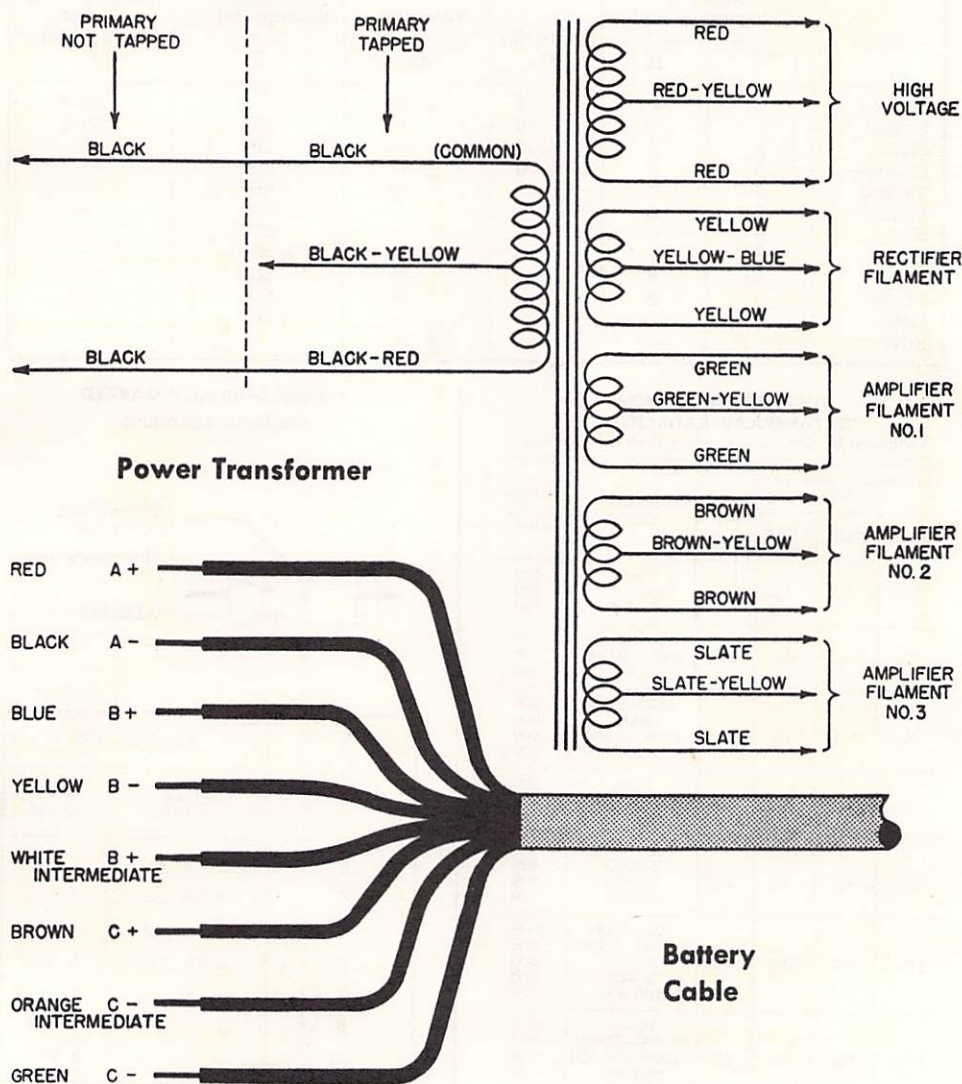 PRIMARY
NOT TAPPED
PRIMARY
TAPPED
BLACK
BLACK
(COMMON)
BLACK-YELLOW
BLACK
BLACK-RED
RED
RED-YELLOW
RED
HIGH
VOLTAGE
YELLOW
YELLOW-BLUE
YELLOW
RECTIFIER
FILAMENT
GREEN
GREEN-YELLOW
GREEN
AMPLIFIER
FILAMENT
NO.1
BROWN
BROWN-YELLOW
BROWN
AMPLIFIER
FILAMENT
NO.2
SLATE
SLATE-YELLOW
SLATE
AMPLIFIER
FILAMENT
NO.3
Power Transformer
RED A+
BLACK A-
BLUE B+
YELLOW B-
WHITE B+
INTERMEDIATE
BROWN C+
ORANGE C-
INTERMEDIATE
GREEN C-
Battery
Cable